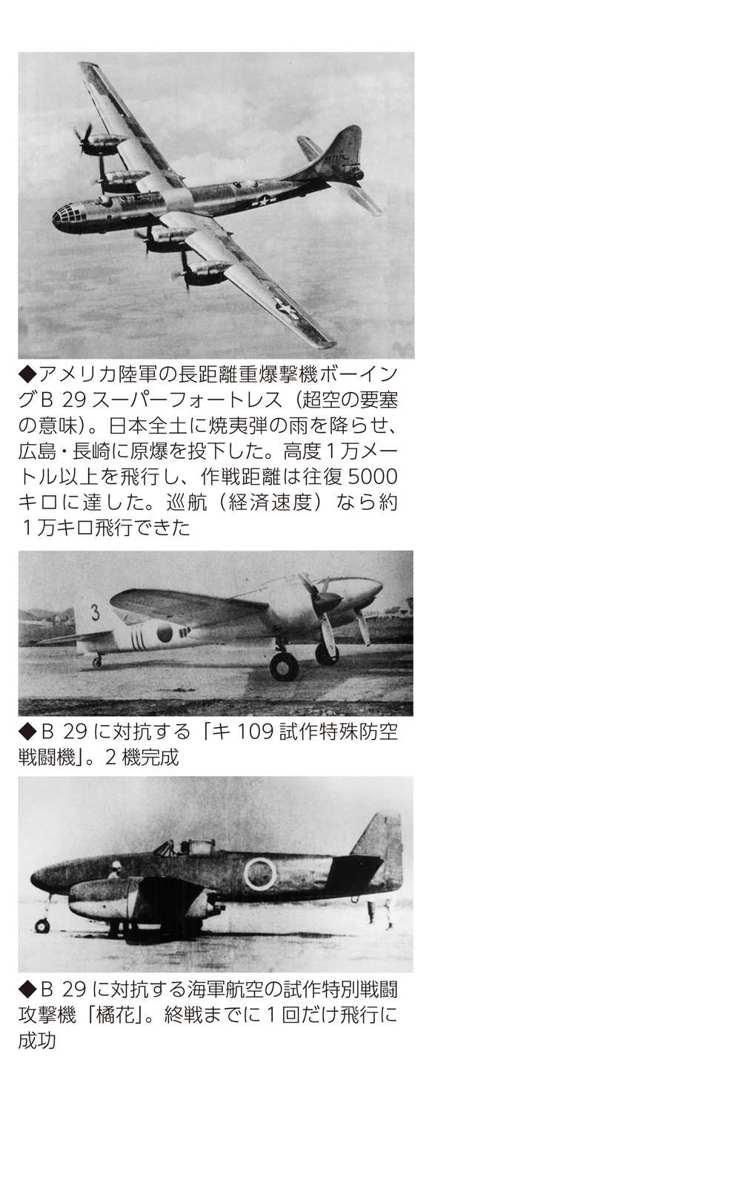 ◆アメリカ陸軍の長距離重爆撃機ボーイン
グB 29スーパーフォートレス（超空の要塞
の意味）。日本全土に焼夷弾の雨を降らせ、
広島・長崎に原爆を投下した。高度1万メー
トル以上を飛行し、作戦距離は往復5000
キロに達した。巡航（経済速度）なら約
1万キロ飛行できた
3
◆B 29に対抗する「キ109試作特殊防空
戦闘機」。2機完成
◆B 29に対抗する海軍航空の試作特別戦闘
攻撃機「橘花」。終戦までに1回だけ飛行に
成功